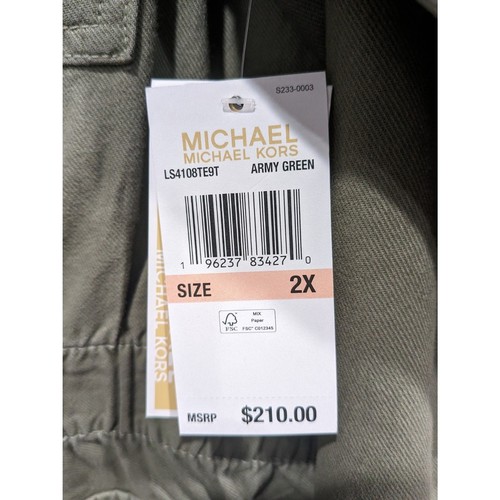 S233-0003
MICHAEL
MICHAEL KORS
LS4108TE9T ARMY GREEN
1 96237 83427 0
SIZE 2X
FSC
MIX
Paper
FSC® C012345
MSRP $210.00
MICHAEL KORS